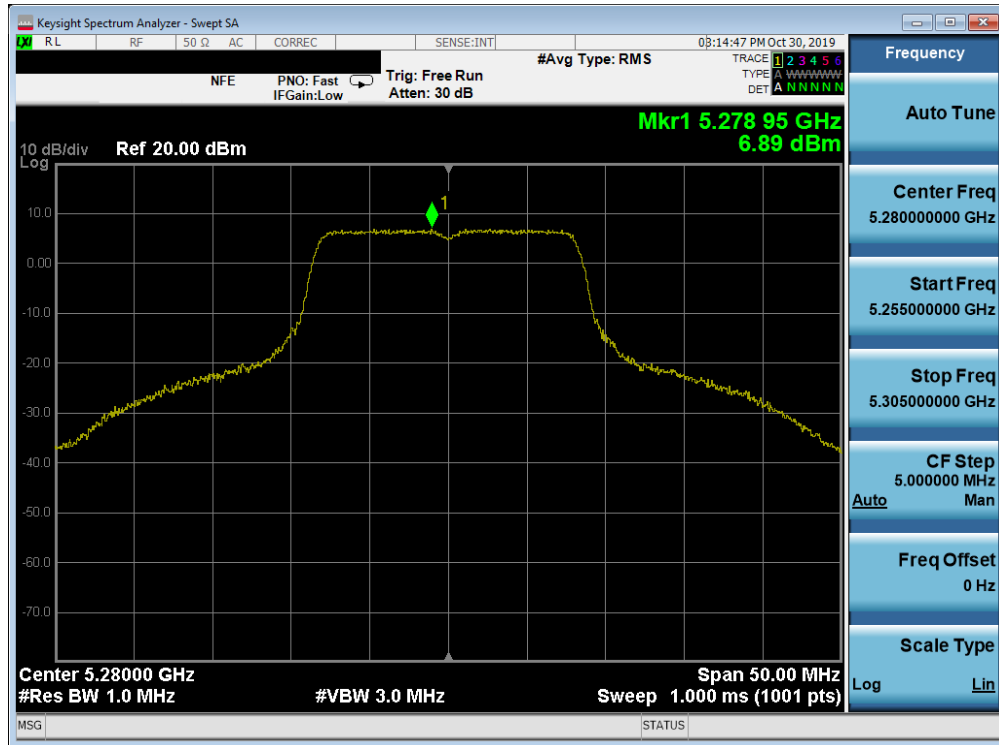 Keysight Spectrum Analyzer - Swept SA
LXI RL RF 50 Ω AC CORREC SENSE:INT 03:14:47 PM Oct 30, 2019
NFE PNO: Fast Trig: Free Run #Avg Type: RMS TRACE 1 2 3 4 5 6
IFGain:Low Atten: 30 dB TYPE A WWWWW
DET A N N N N N
Mkr1 5.278 95 GHz
6.89 dBm
10 dB/div Ref 20.00 dBm
Log
1
10.0
0.00
-10.0
-20.0
-30.0
-40.0
-50.0
-60.0
-70.0
Center 5.28000 GHz Span 50.00 MHz
#Res BW 1.0 MHz #VBW 3.0 MHz Sweep 1.000 ms (1001 pts)
MSG STATUS
Frequency
Auto Tune
Center Freq
5.280000000 GHz
Start Freq
5.255000000 GHz
Stop Freq
5.305000000 GHz
CF Step
5.000000 MHz
Auto Man
Freq Offset
0 Hz
Scale Type
Log Lin